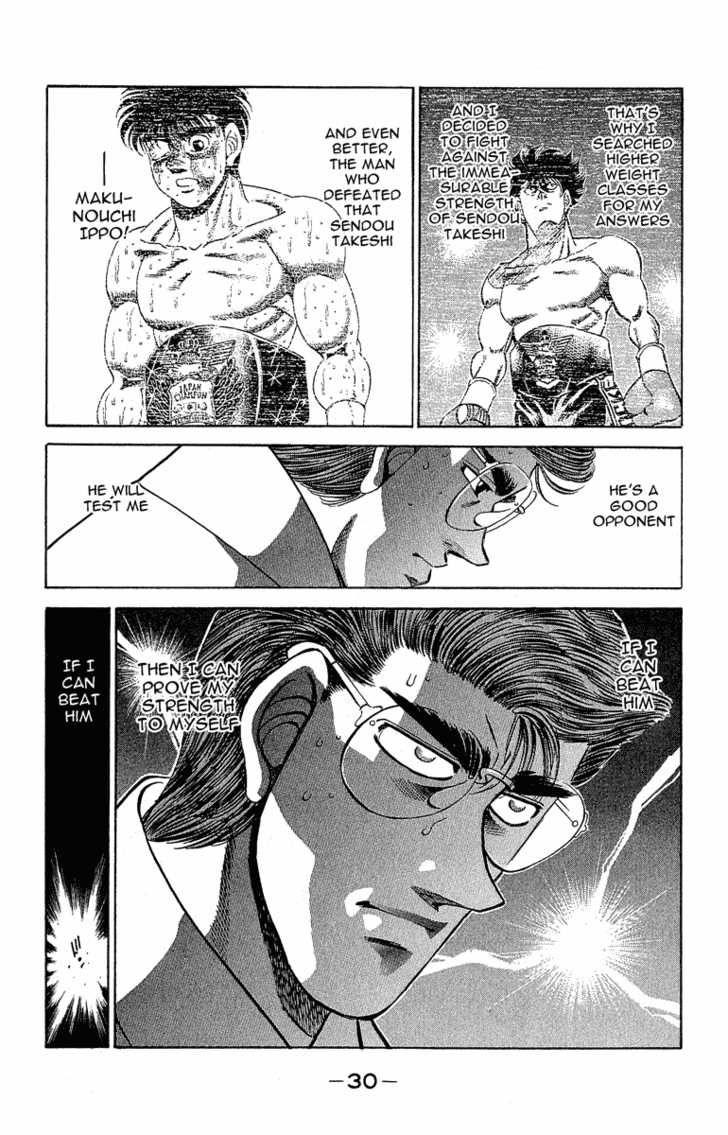 THAT'S
WHY I
SEARCHED
HIGHER
WEIGHT
CLASSES
FOR MY
ANSWERS
AND I
DECIDED
TO FIGHT
AGAINST
THE IMMEA-
SURABLE
STRENGTH
OF SENDOU
TAKESHI
AND EVEN
BETTER,
THE MAN
WHO
DEFEATED
THAT
SENDOU
TAKESHI
MAKU-
NOUCHI
IPPO!
JAPAN
CHAMPION
HE'S A
GOOD
OPPONENT
HE WILL
TEST ME
IF I
CAN
BEAT
HIM
THEN I CAN
PROVE MY
STRENGTH
TO MYSELF
IF I
CAN
BEAT
HIM
!!!
-30-